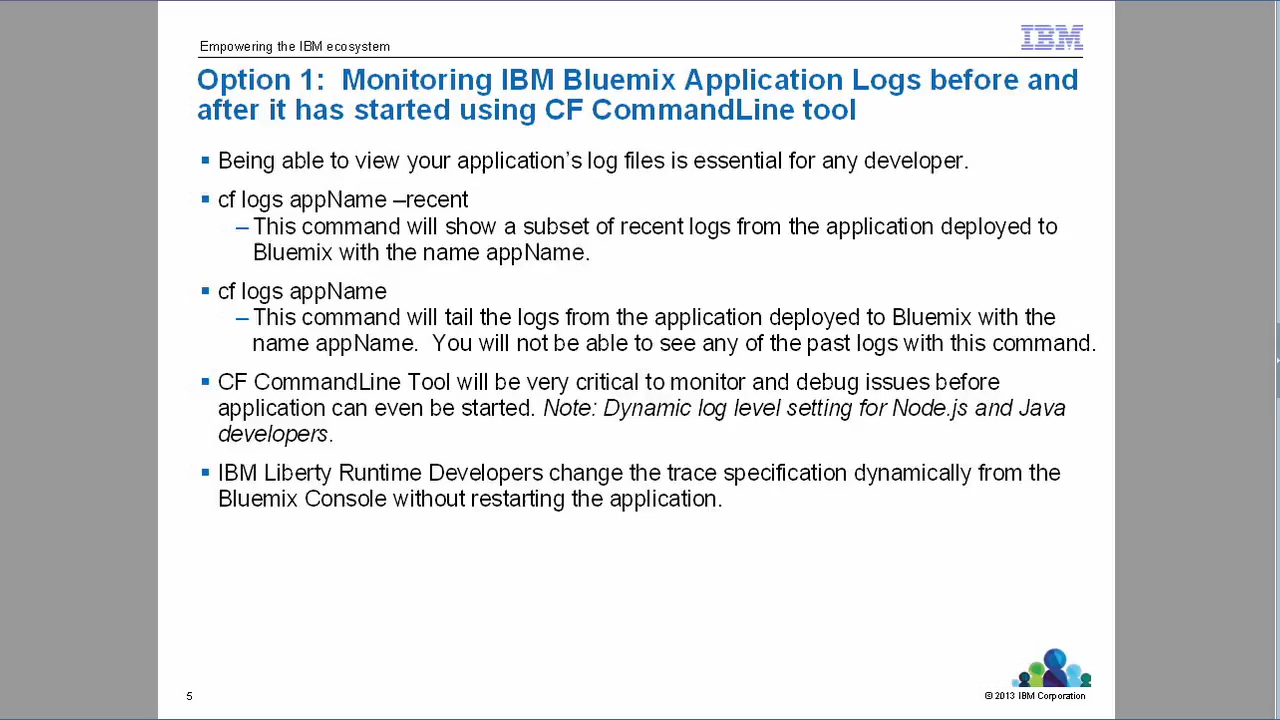 Empowering the IBM ecosystem
IBM
Option 1: Monitoring IBM Bluemix Application Logs before and
after it has started using CF CommandLine tool
▪ Being able to view your application’s log files is essential for any developer.
▪ cf logs appName –recent
– This command will show a subset of recent logs from the application deployed to
Bluemix with the name appName.
▪ cf logs appName
– This command will tail the logs from the application deployed to Bluemix with the
name appName. You will not be able to see any of the past logs with this command.
▪ CF CommandLine Tool will be very critical to monitor and debug issues before
application can even be started. Note: Dynamic log level setting for Node.js and Java
developers.
▪ IBM Liberty Runtime Developers change the trace specification dynamically from the
Bluemix Console without restarting the application.
5
© 2013 IBM Corporation